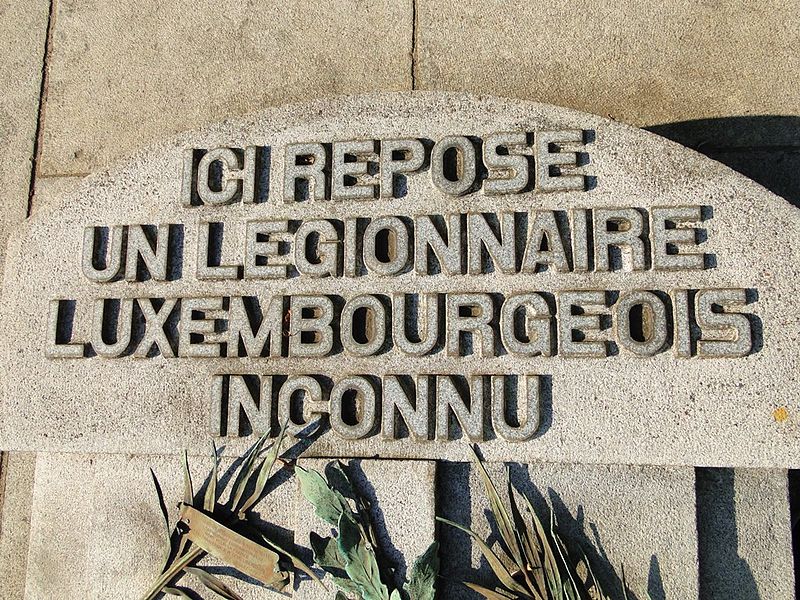 ICI REPOSE
UN LEGIONNAIRE
LUXEMBOURGEOIS
INCONNU